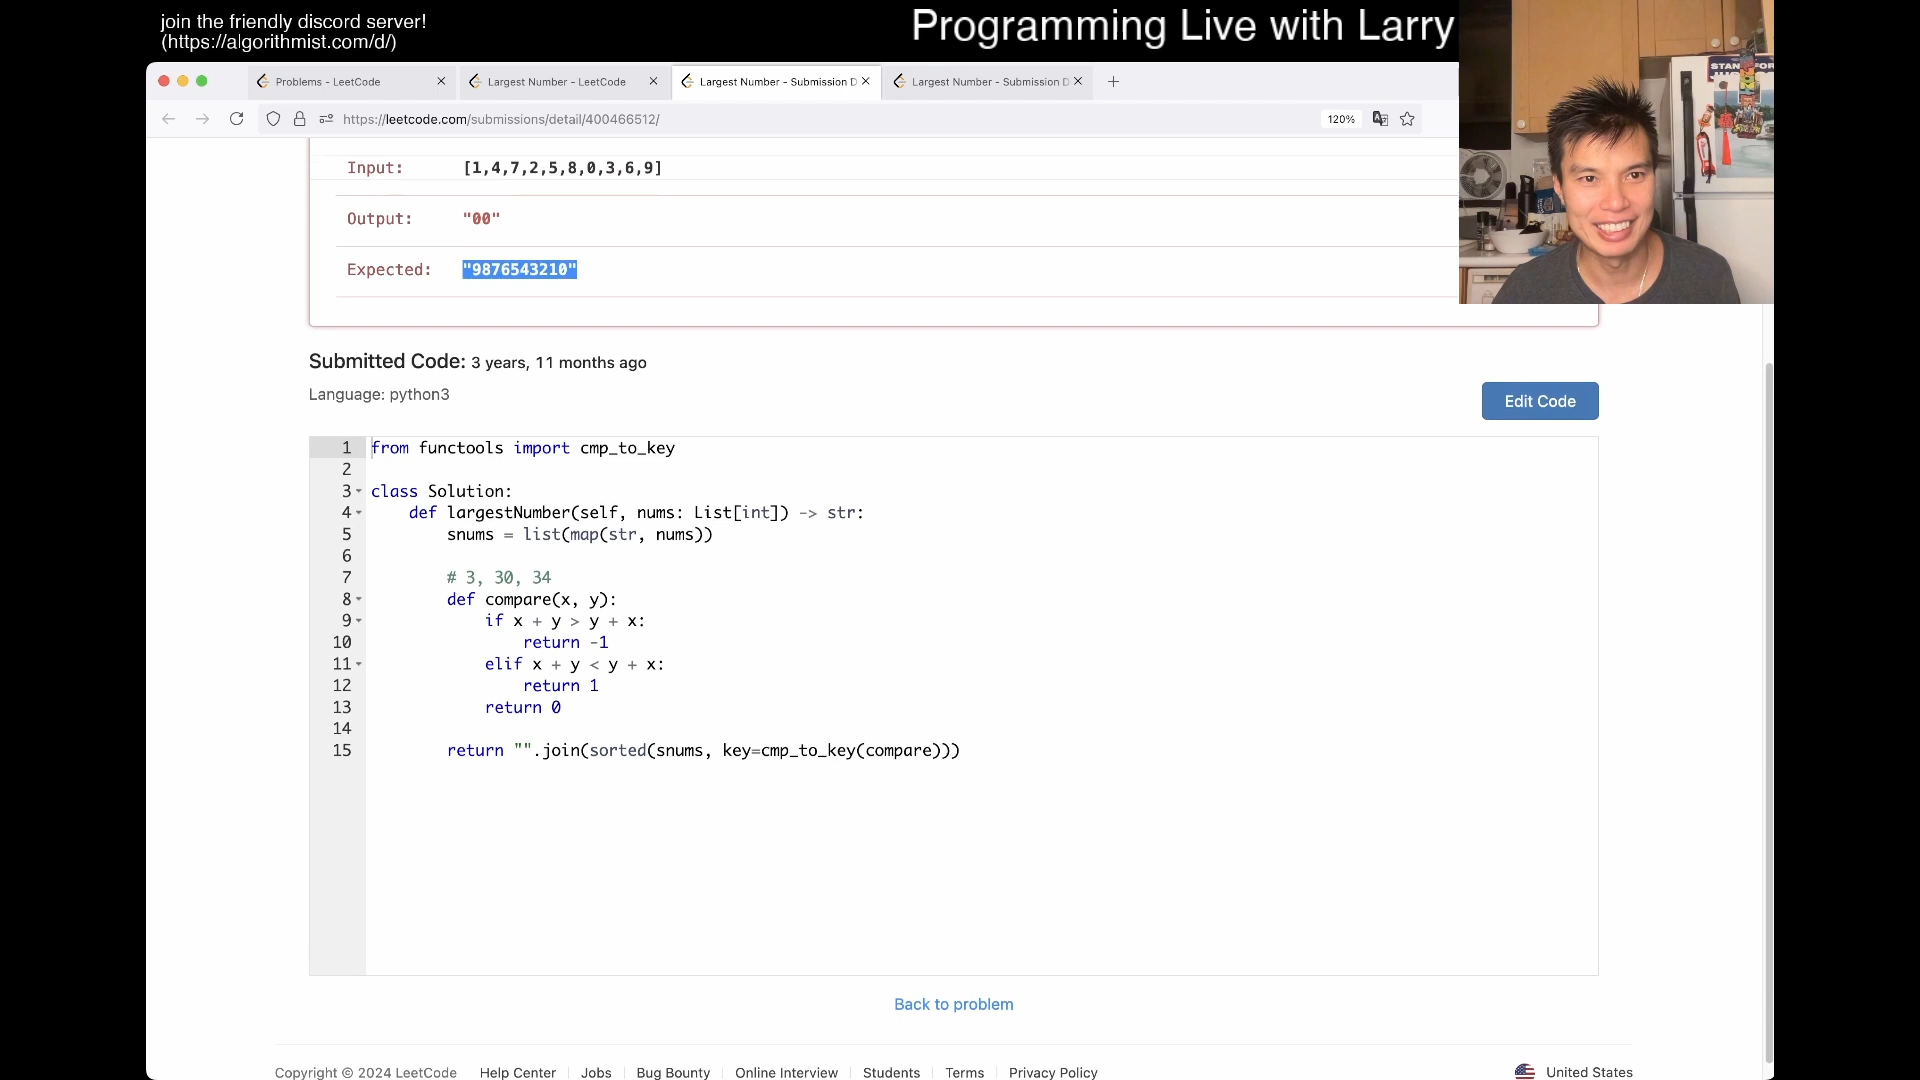 join the friendly discord server!
(https://algorithmist.com/d/)
Programming Live with Larry
Problems - LeetCode
Largest Number - LeetCode
Largest Number - Submission D
Largest Number - Submission D
https://leetcode.com/submissions/detail/400466512/
120%
Input: [1,4,7,2,5,8,0,3,6,9]
Output: "00"
Expected: "9876543210"
Submitted Code: 3 years, 11 months ago
Language: python3
Edit Code
1 from functools import cmp_to_key
2
3 class Solution:
4 def largestNumber(self, nums: List[int]) -> str:
5 snums = list(map(str, nums))
6
7 # 3, 30, 34
8 def compare(x, y):
9 if x + y > y + x:
10 return -1
11 elif x + y < y + x:
12 return 1
13 return 0
14
15 return "".join(sorted(snums, key=cmp_to_key(compare)))
Back to problem
Copyright © 2024 LeetCode Help Center Jobs Bug Bounty Online Interview Students Terms Privacy Policy United States